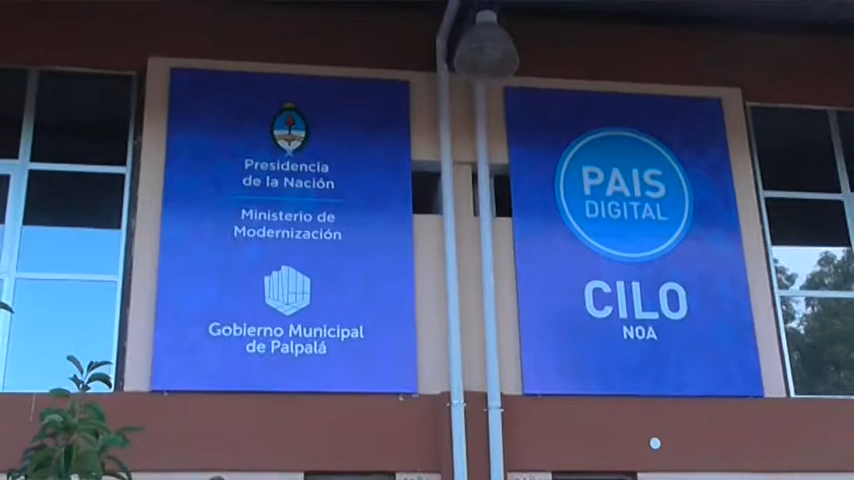 Presidencia
de la Nación
Ministerio de
Modernización
Gobierno Municipal
de Palpalá
PAIS
DIGITAL
CILO
NOA